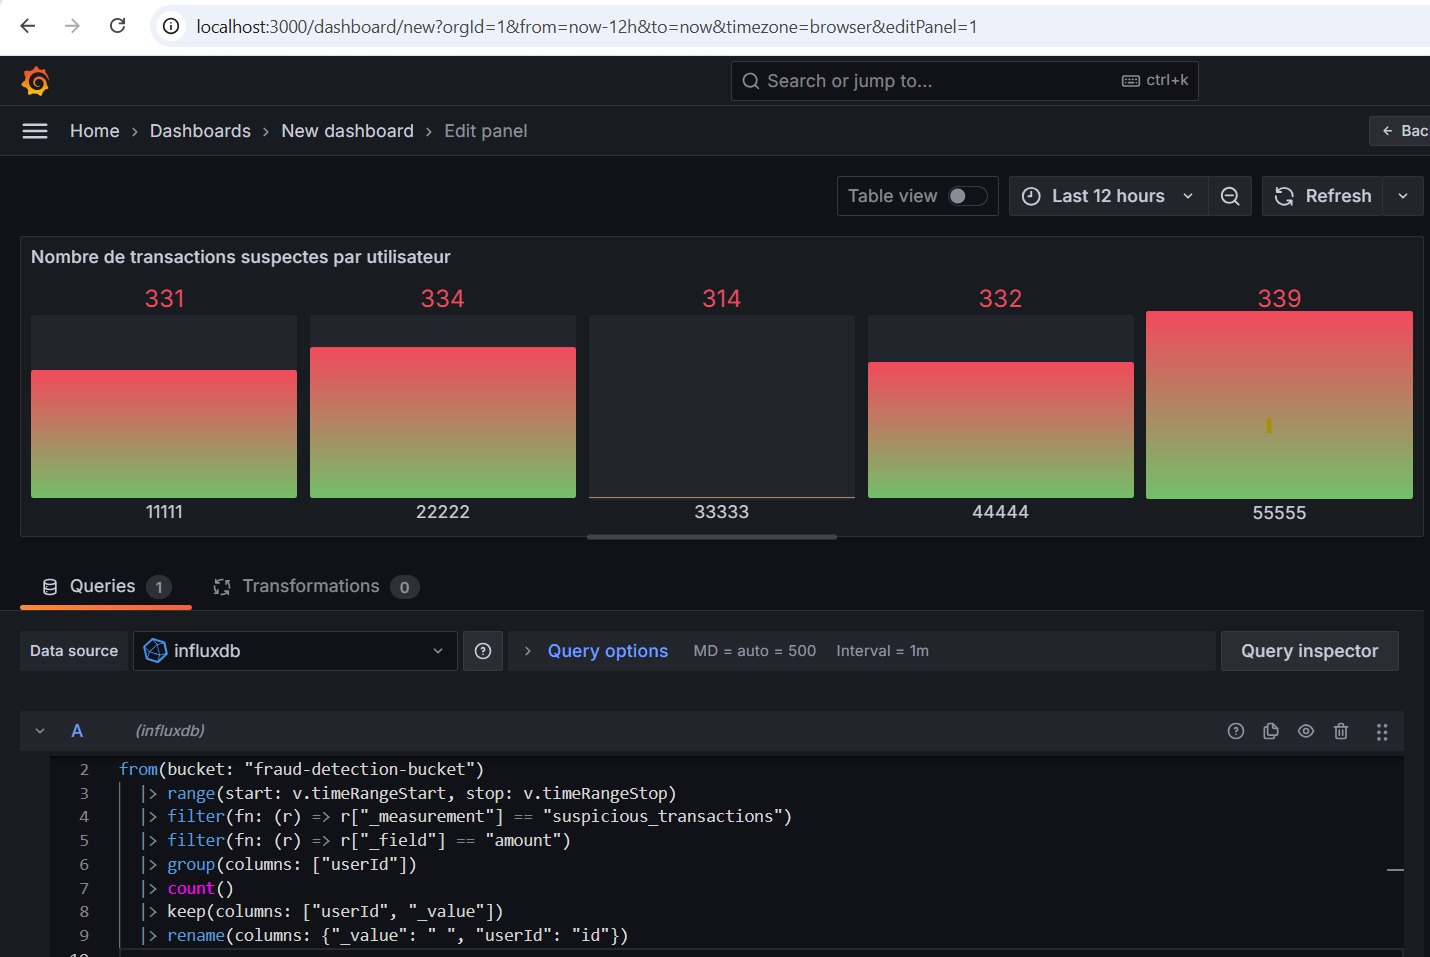 localhost:3000/dashboard/new?orgId=1&from=now-12h&to=now&timezone=browser&editPanel=1
Search or jump to... ctrl+k
Home › Dashboards › New dashboard › Edit panel
← Bac
Table view Last 12 hours Refresh
Nombre de transactions suspectes par utilisateur
331 334 314 332 339
11111 22222 33333 44444 55555
Queries 1 Transformations 0
Data source influxdb Query options MD = auto = 500 Interval = 1m Query inspector
A (influxdb)
2 from(bucket: "fraud-detection-bucket")
3 |> range(start: v.timeRangeStart, stop: v.timeRangeStop)
4 |> filter(fn: (r) => r["_measurement"] == "suspicious_transactions")
5 |> filter(fn: (r) => r["_field"] == "amount")
6 |> group(columns: ["userId"])
7 |> count()
8 |> keep(columns: ["userId", "_value"])
9 |> rename(columns: {"_value": " ", "userId": "id"})